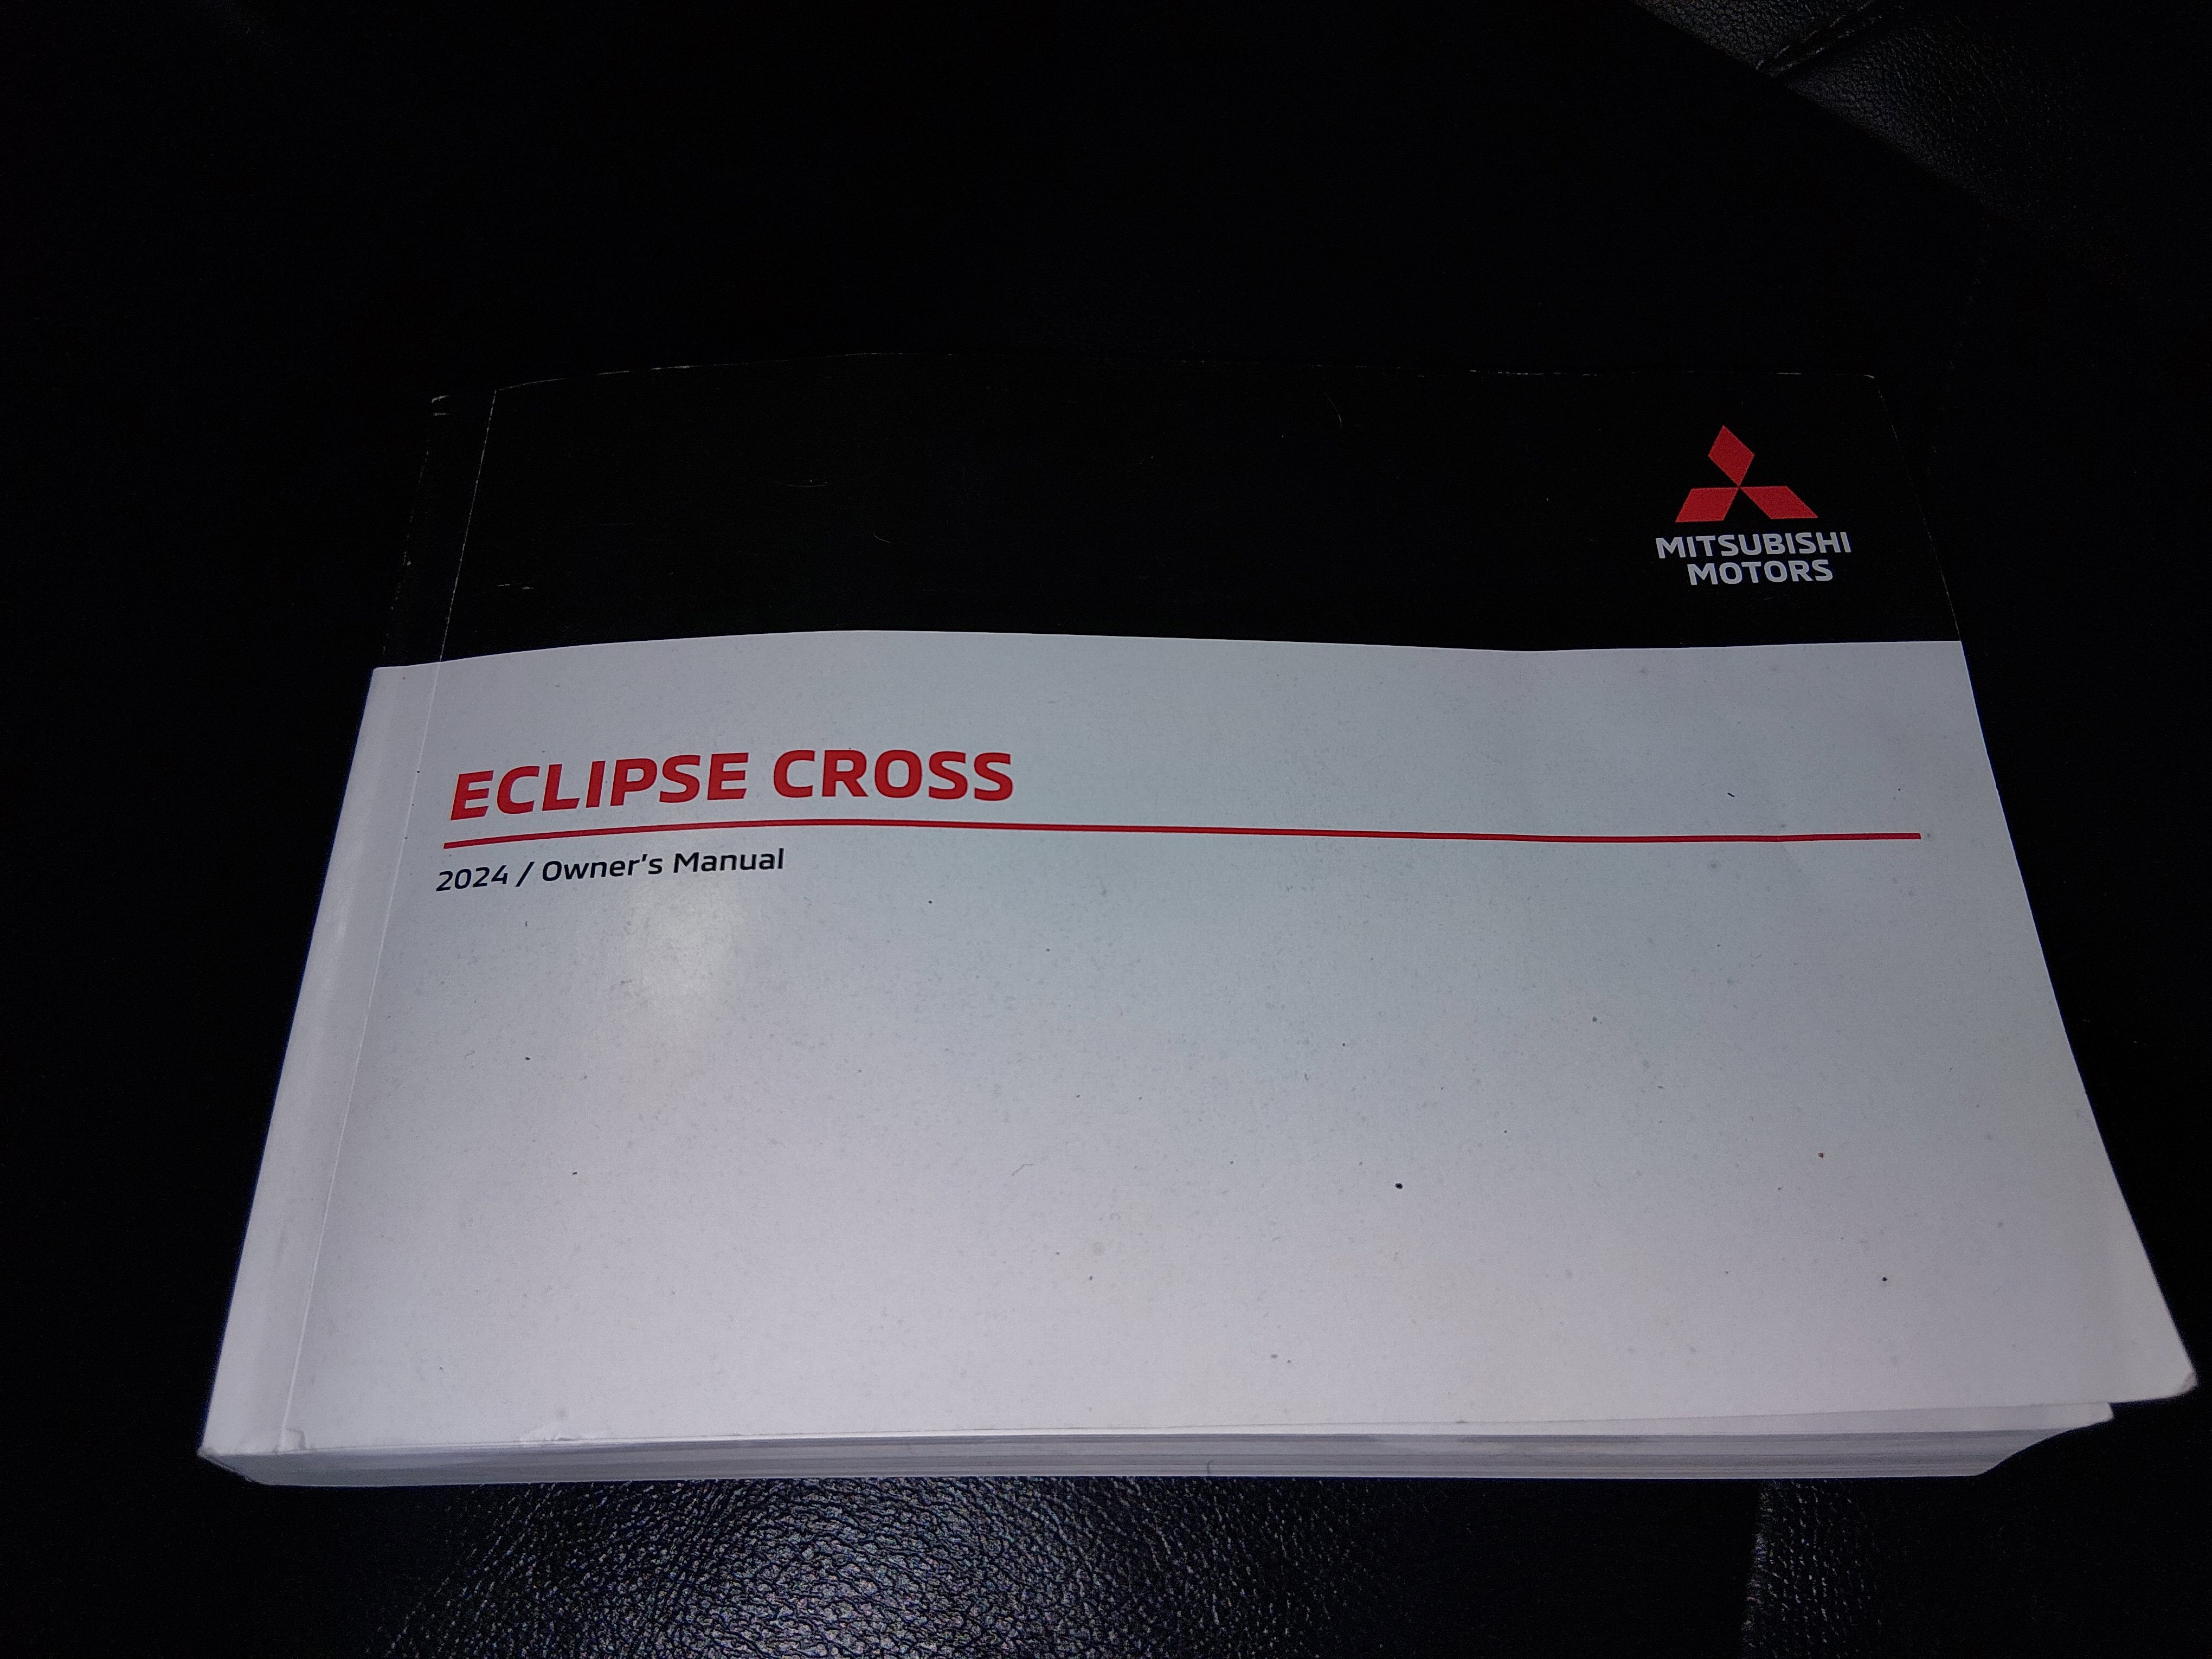 MITSUBISHI
MOTORS
ECLIPSE CROSS
2024 / Owner's Manual